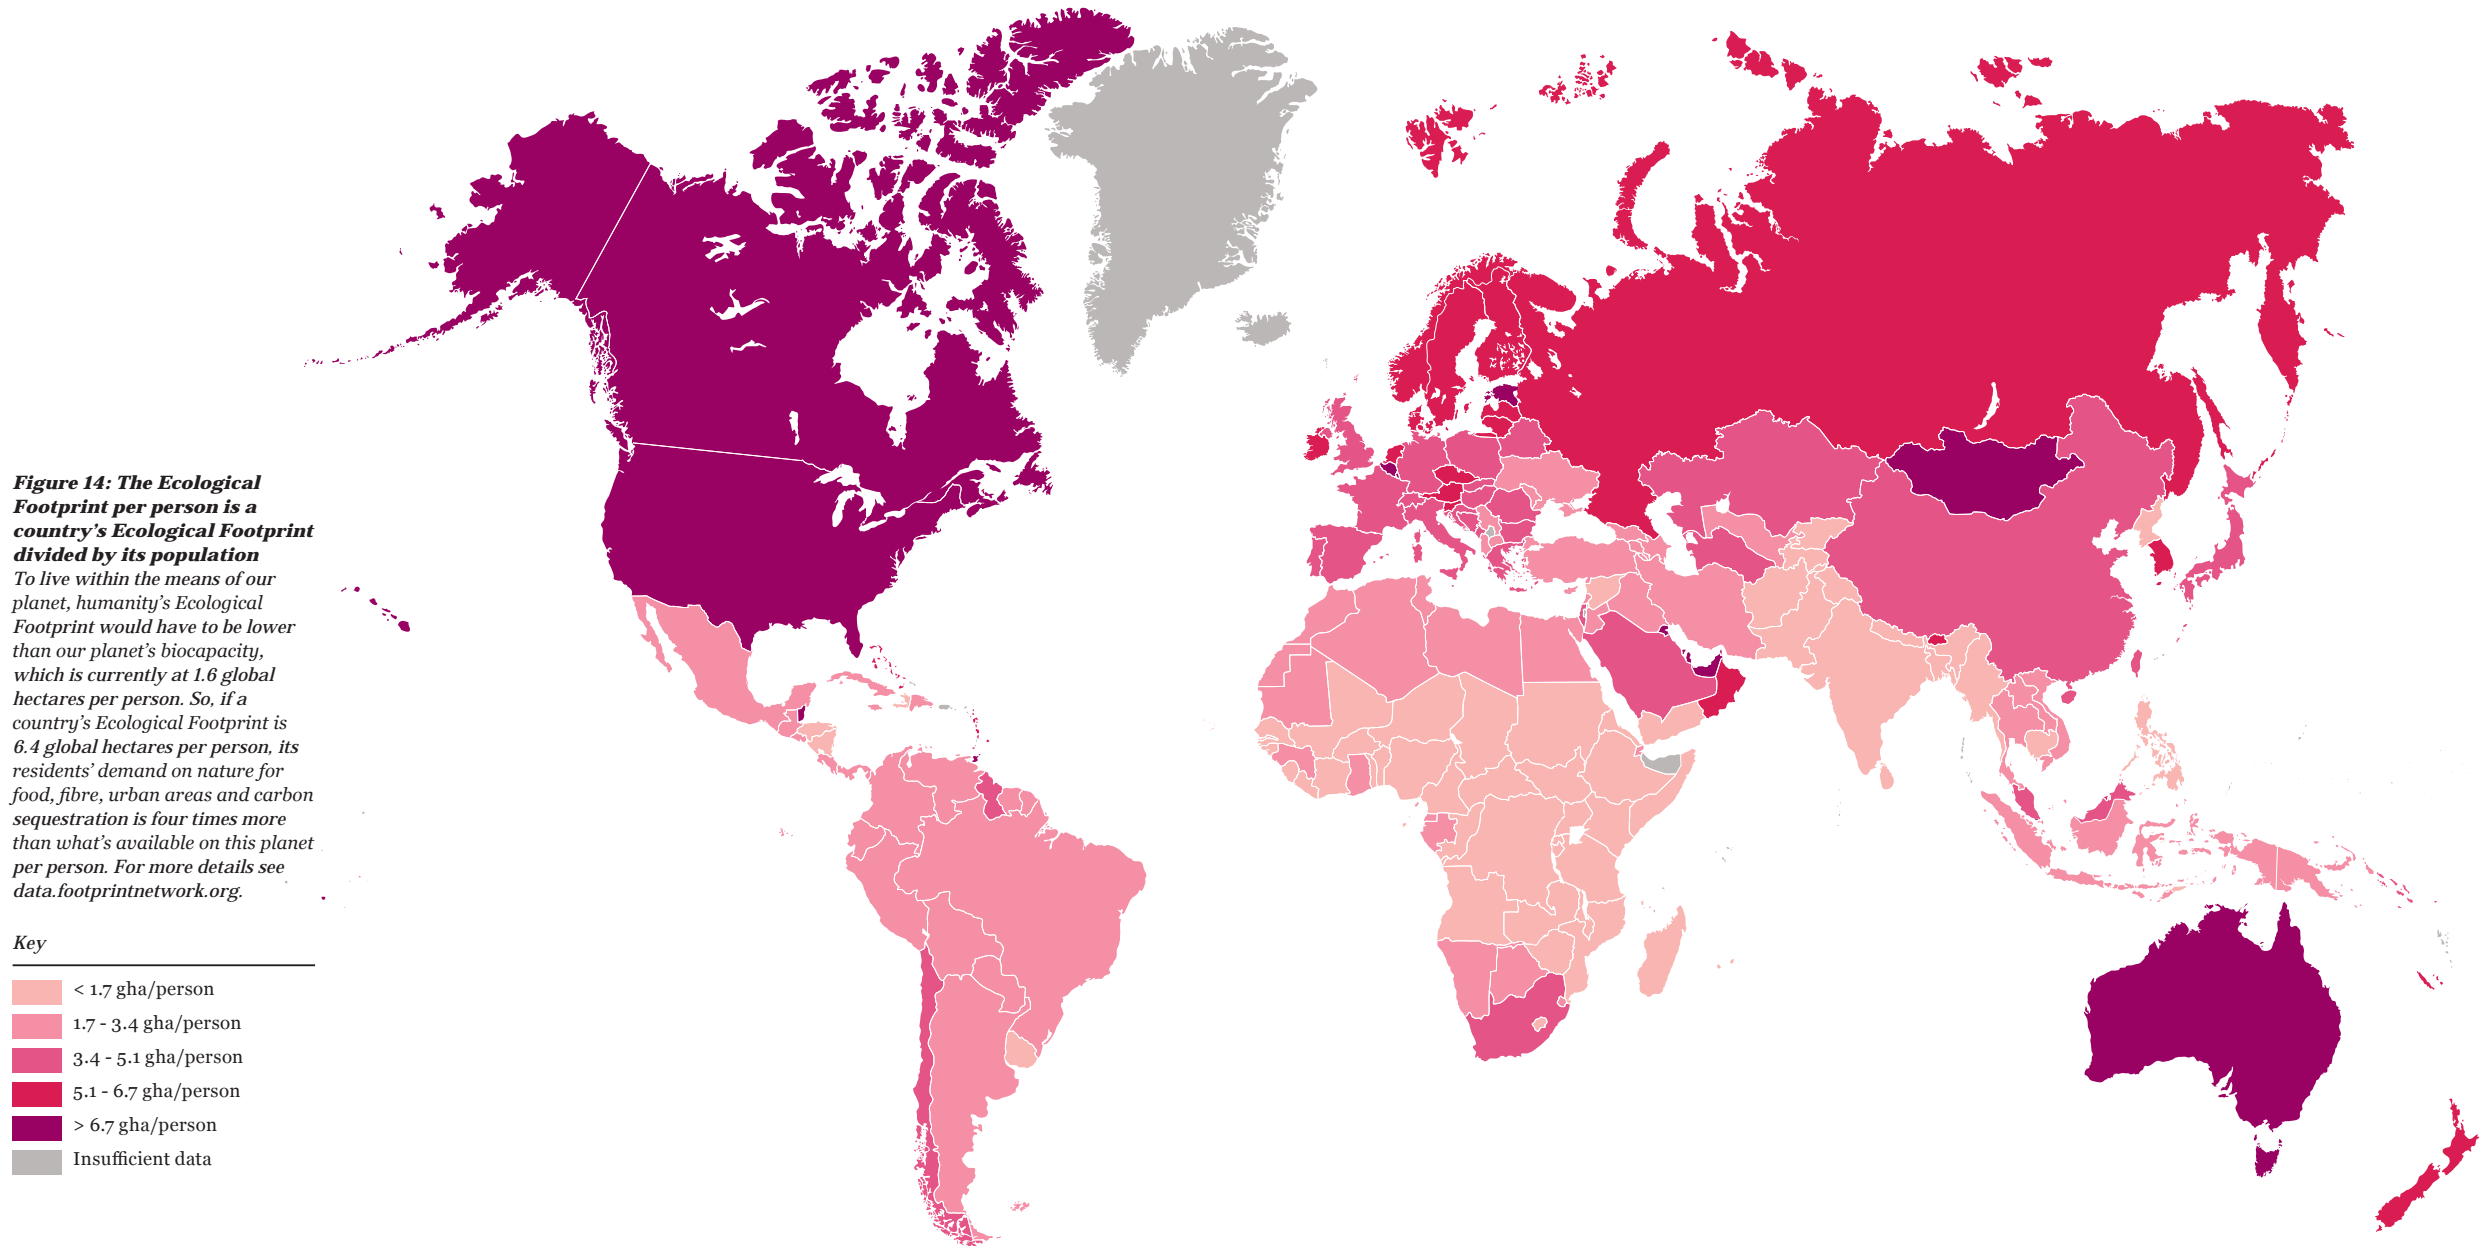 Figure 14: The Ecological
Footprint per person is a
country's Ecological Footprint
divided by its population
To live within the means of our
planet, humanity's Ecological
Footprint would have to be lower
than our planet's biocapacity,
which is currently at 1.6 global
hectares per person. So, if a
country's Ecological Footprint is
6.4 global hectares per person, its
residents' demand on nature for
food, fibre, urban areas and carbon
sequestration is four times more
than what's available on this planet
per person. For more details see
data.footprintnetwork.org.
Key
< 1.7 gha/person
1.7 - 3.4 gha/person
3.4 - 5.1 gha/person
5.1 - 6.7 gha/person
> 6.7 gha/person
Insufficient data